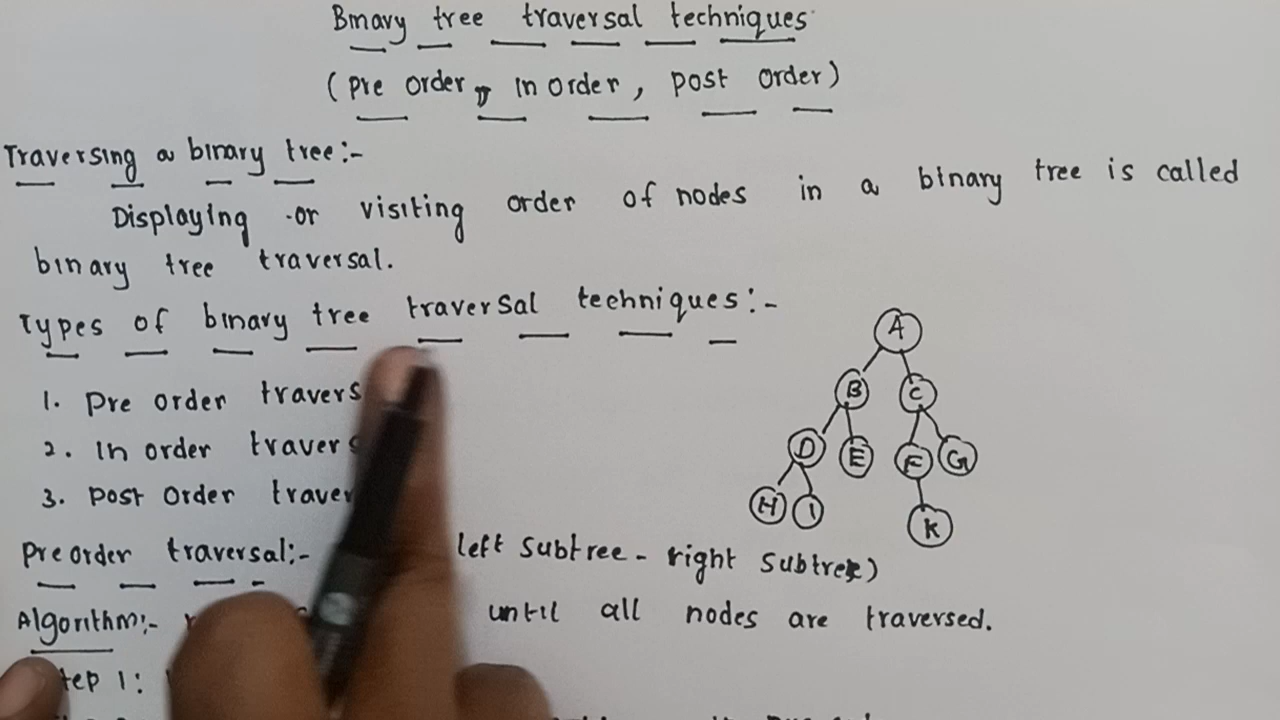 Binary tree traversal techniques
(Pre order, In order, post order)
Traversing a binary tree:-
Displaying or visiting order of nodes in a binary tree is called
binary tree traversal.
Types of binary tree traversal techniques:-
1. Pre order travers
2. In order travers
3. Post order traver
A
B C
D E F G
H I K
Pre order traversal:- left subtree - right subtree)
Algorithm:- until all nodes are traversed.
tep 1: